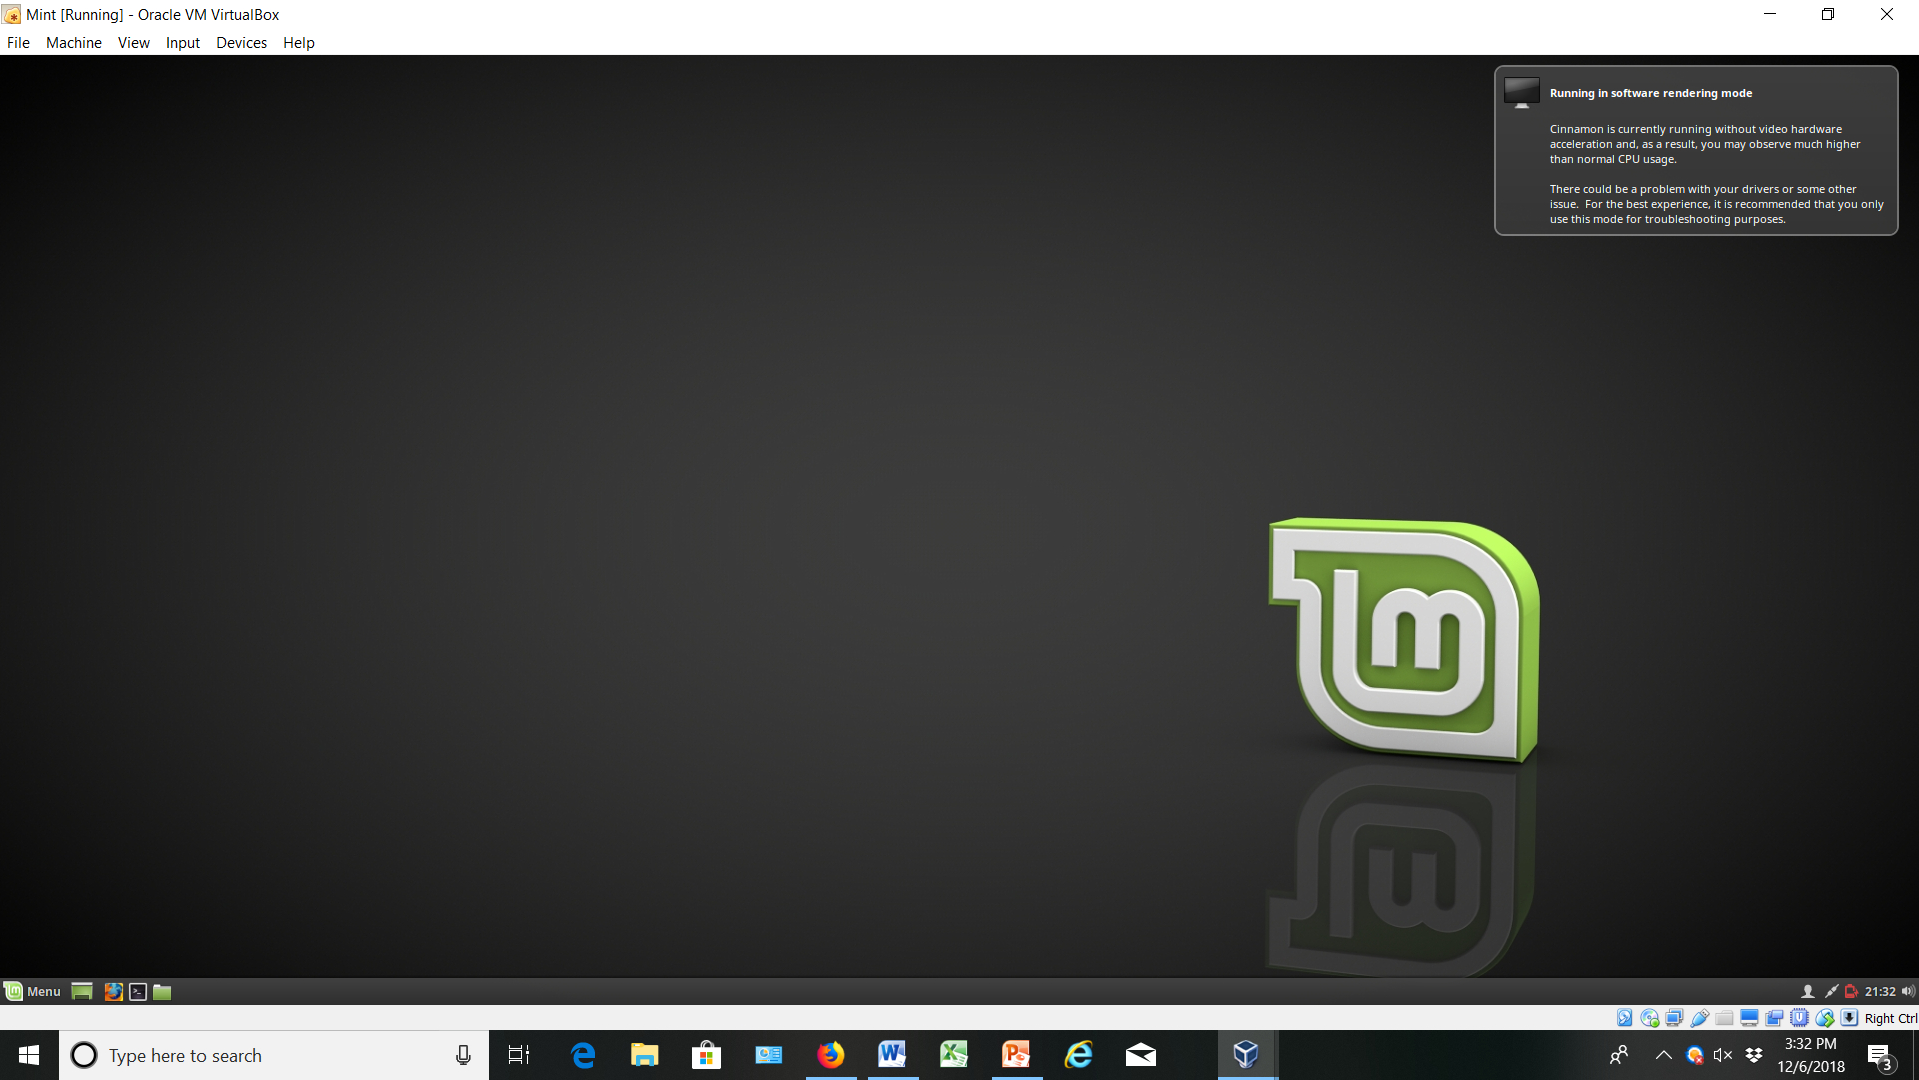 Mint [Running] - Oracle VM VirtualBox
File Machine View Input Devices Help
Running in software rendering mode
Cinnamon is currently running without video hardware
acceleration and, as a result, you may observe much higher
than normal CPU usage.
There could be a problem with your drivers or some other
issue.  For the best experience, it is recommended that you only
use this mode for troubleshooting purposes.
lm
Menu
21:32
Right Ctrl
Type here to search
3:32 PM
12/6/2018
3